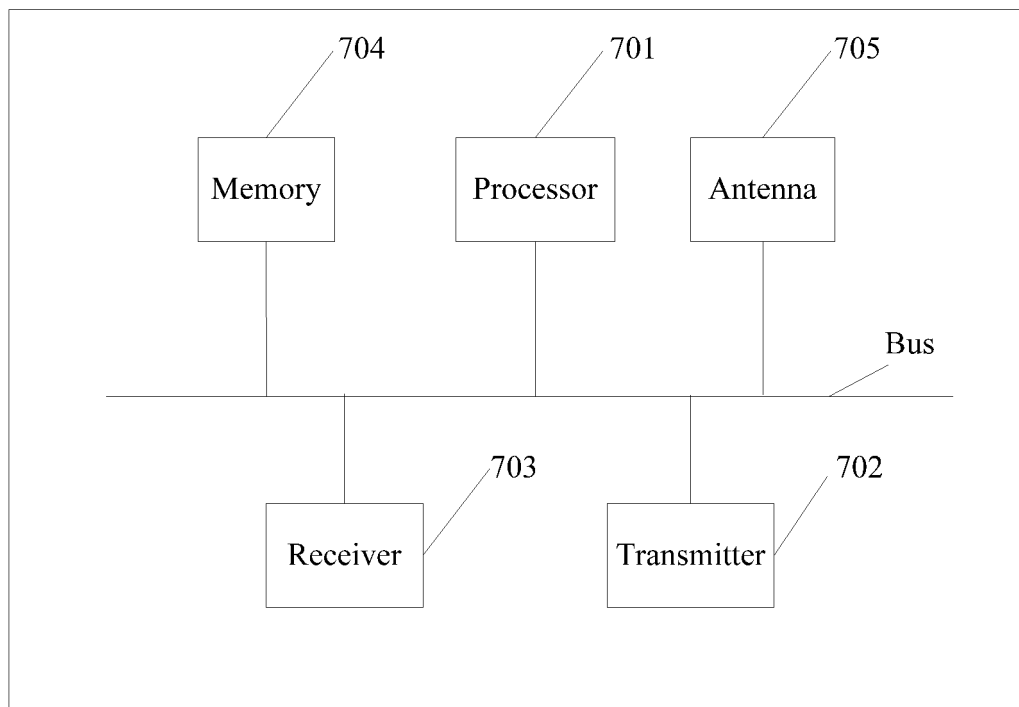 704
701
705
Memory
Processor
Antenna
Bus
703
702
Receiver
Transmitter